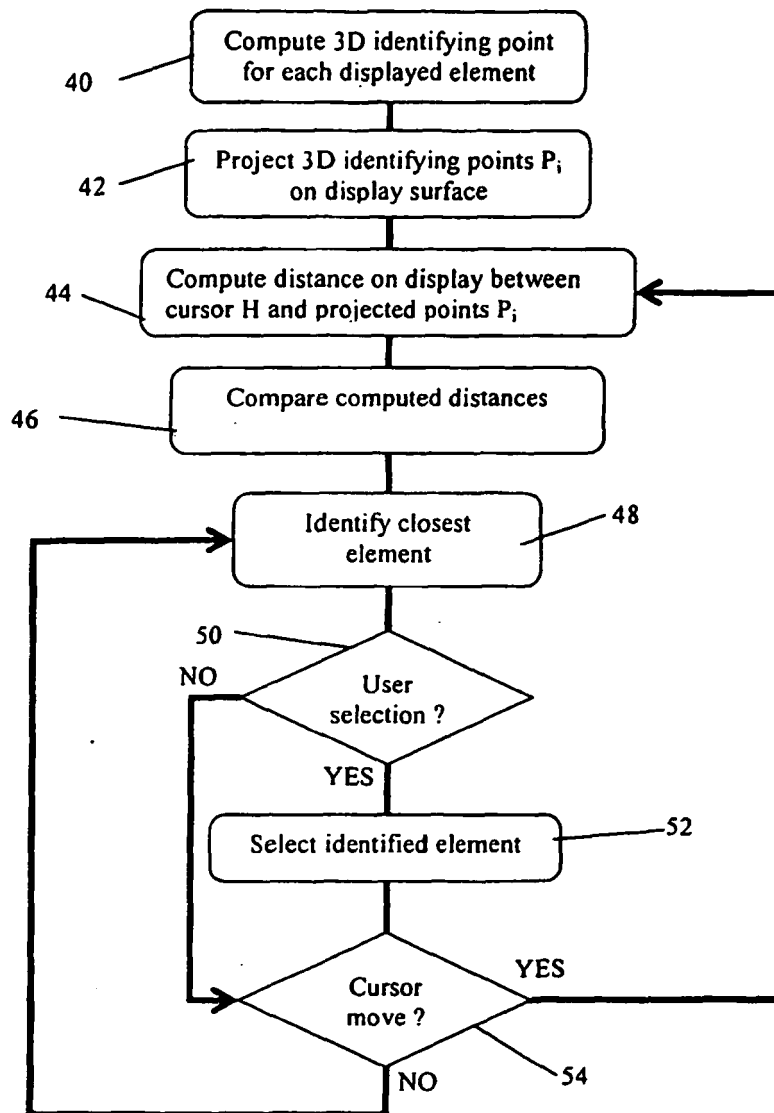 Compute 3D identifying point
for each displayed element
40
Project 3D identifying points Pi
on display surface
42
Compute distance on display between
cursor H and projected points Pi
44
Compare computed distances
46
Identify closest
element
48
50
NO
User
selection ?
YES
Select identified element
52
Cursor
move ?
YES
54
NO